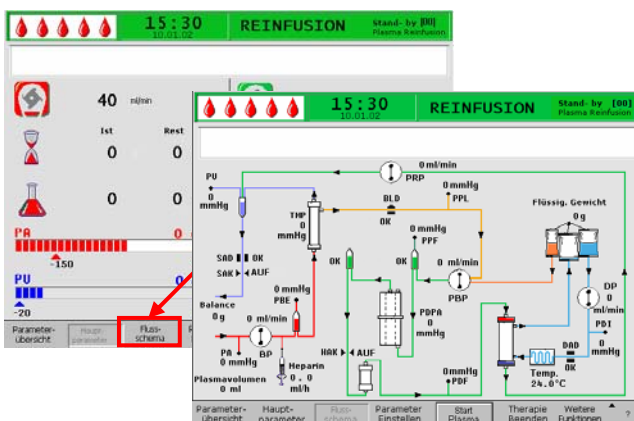 15:30
10.01.02
REINFUSION
Stand- by [00]
Plasma Reinfusion
40 ml/min
Ist Rest
0 0
0 0
PA 0
-150
PU 0
-20
Parameter-
übersicht
Haupt-
parameter
Fluss-
schema
15:30
10.01.02
REINFUSION
Stand- by [00]
Plasma Reinfusion
0 ml/min
PRP
PU
0
mmHg
BLD
OK
0 mmHg
PPL
TMP
0
mmHg
0 mmHg
PPF
Flüssig. Gewicht
0 g
SAD OK
SAK AUF
OK
OK
0 ml/min
PBP
DP
0
ml/min
Balance
0 g
0 mmHg
PBE
0 ml/min
BP
PDPA
0
mmHg
PDI
0
mmHg
PA
0 mmHg
Heparin
0 . 0
ml/h
HAK AUF
DAD
OK
Plasmavolumen
0 ml
0mmHg
PDF
Temp.
24.0°C
Parameter-
übersicht
Haupt-
parameter
Fluss-
schema
Parameter
Einstellen
Start
Plasma
Therapie
Beenden
Weitere
Funktionen
?